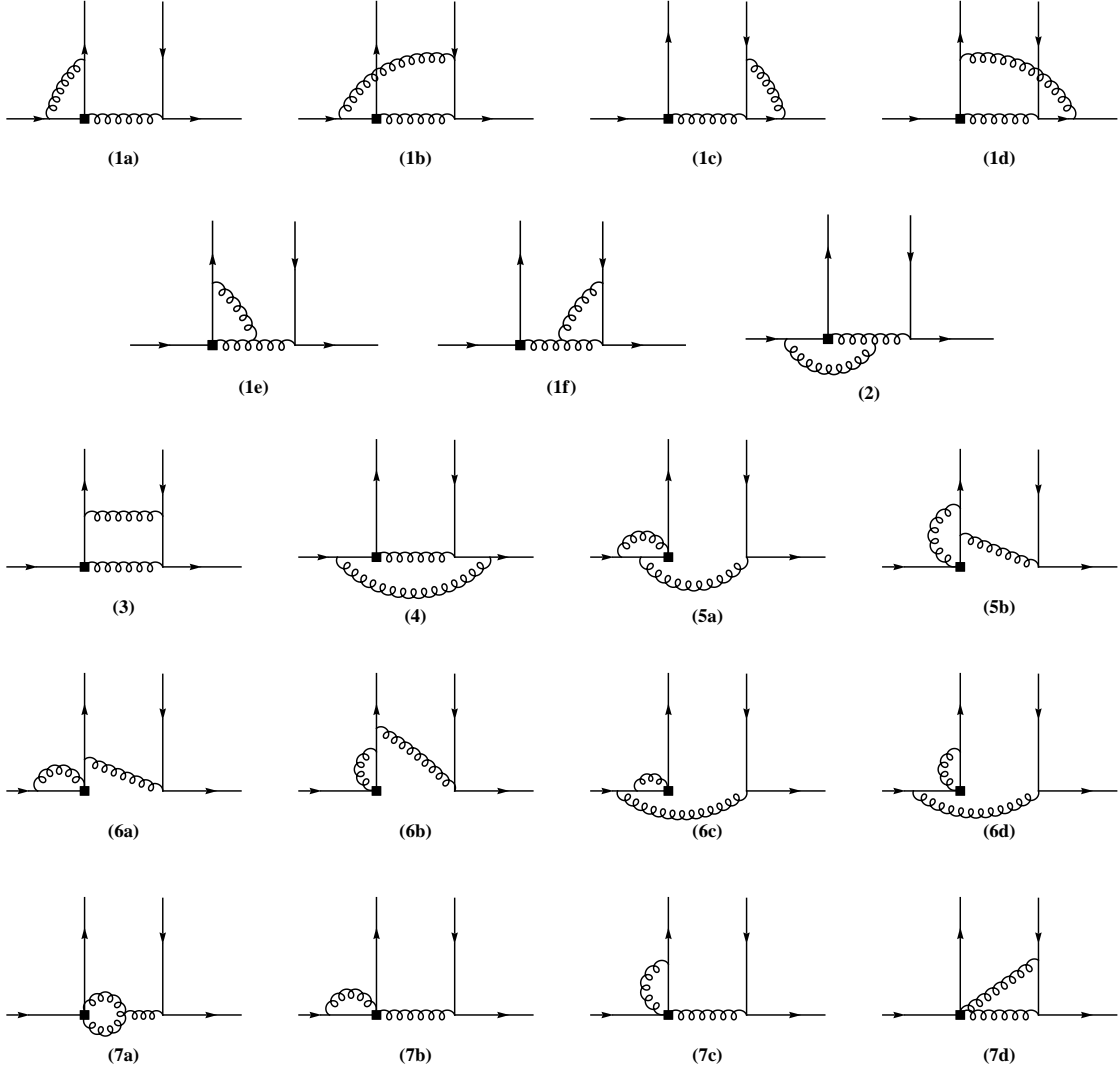 (1a) (1b) (1c) (1d)
(1e) (1f) (2)
(3) (4) (5a) (5b)
(6a) (6b) (6c) (6d)
(7a) (7b) (7c) (7d)